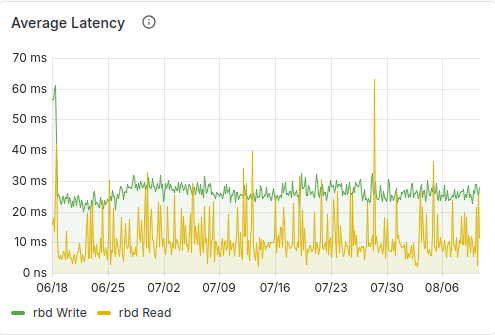 Average Latency
70 ms
60 ms
50 ms
40 ms
30 ms
20 ms
10 ms
0 ns
06/18 06/25 07/02 07/09 07/16 07/23 07/30 08/06
rbd Write rbd Read